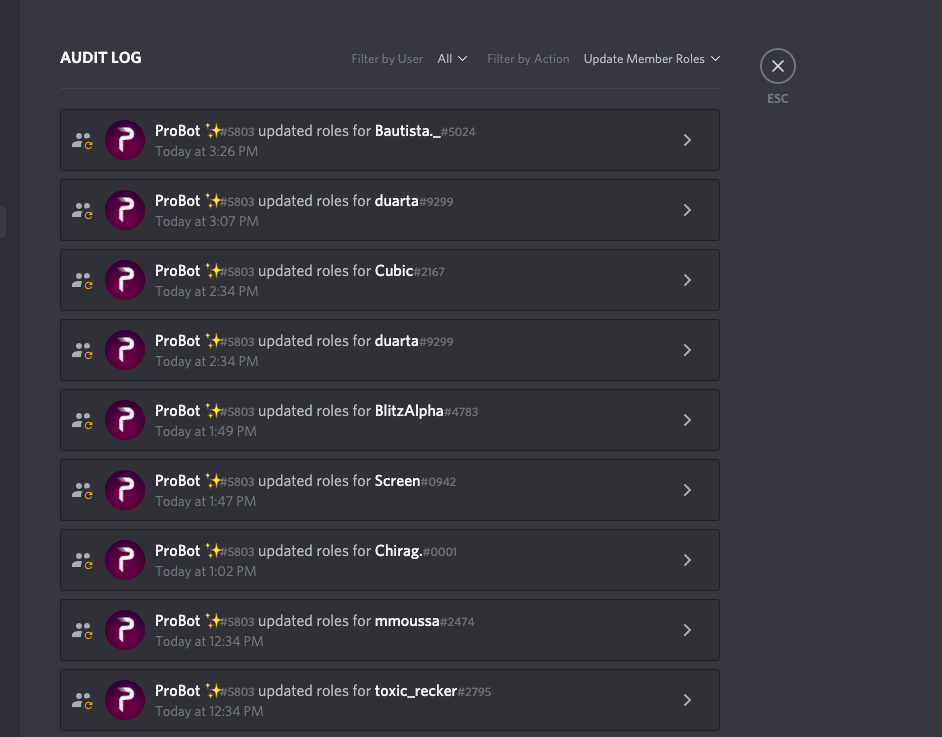 AUDIT LOG Filter by User All Filter by Action Update Member Roles
ESC
ProBot ✨#5803 updated roles for Bautista._#5024
Today at 3:26 PM
ProBot ✨#5803 updated roles for duarta#9299
Today at 3:07 PM
ProBot ✨#5803 updated roles for Cubic#2167
Today at 2:34 PM
ProBot ✨#5803 updated roles for duarta#9299
Today at 2:34 PM
ProBot ✨#5803 updated roles for BlitzAlpha#4783
Today at 1:49 PM
ProBot ✨#5803 updated roles for Screen#0942
Today at 1:47 PM
ProBot ✨#5803 updated roles for Chirag.#0001
Today at 1:02 PM
ProBot ✨#5803 updated roles for mmoussa#2474
Today at 12:34 PM
ProBot ✨#5803 updated roles for toxic_recker#2795
Today at 12:34 PM